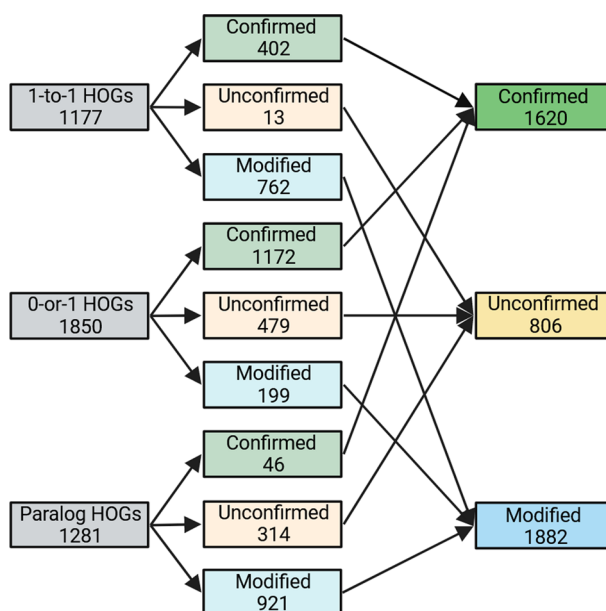 1-to-1 HOGs
1177
Confirmed
402
Unconfirmed
13
Modified
762
0-or-1 HOGs
1850
Confirmed
1172
Unconfirmed
479
Modified
199
Paralog HOGs
1281
Confirmed
46
Unconfirmed
314
Modified
921
Confirmed
1620
Unconfirmed
806
Modified
1882